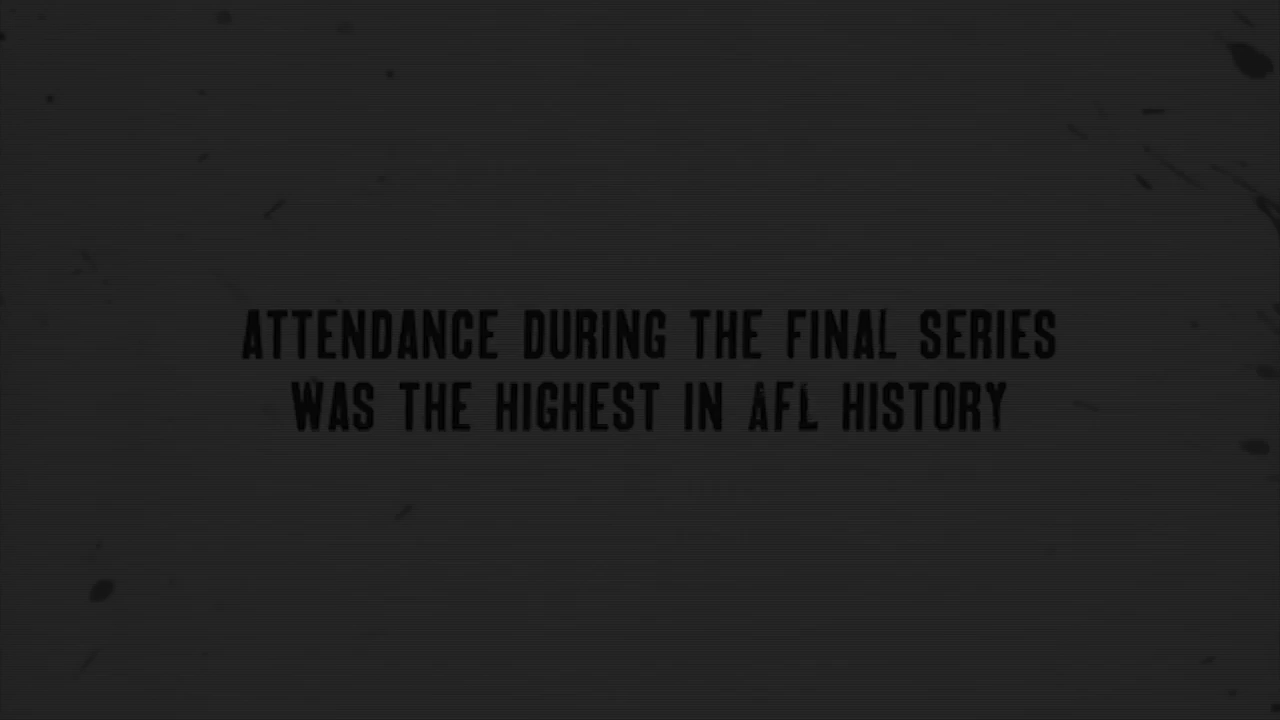 ATTENDANCE DURING THE FINAL SERIES
WAS THE HIGHEST IN AFL HISTORY